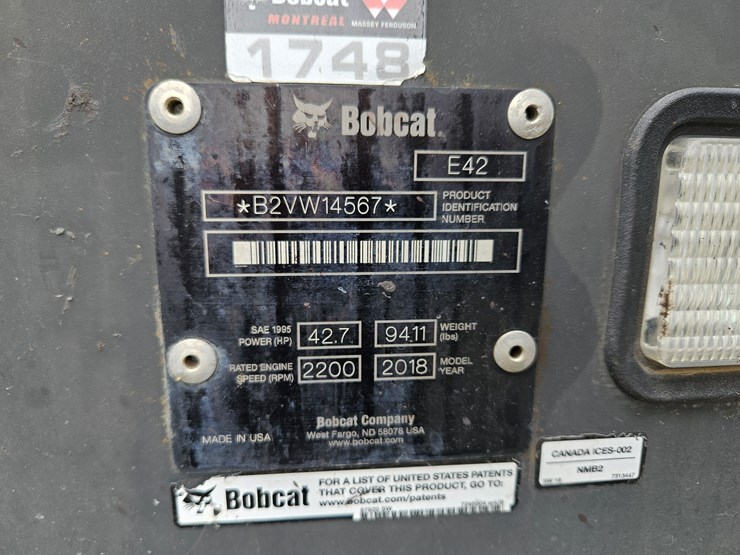 Bobcat
MONTREAL MASSEY FERGUSON
1748
Bobcat
E42
*B2VW14567*
PRODUCT
IDENTIFICATION
NUMBER
SAE 1995
POWER (HP)
42.7
9411
WEIGHT
(lbs)
RATED ENGINE
SPEED (RPM)
2200
2018
MODEL
YEAR
Bobcat Company
West Fargo, ND 58078 USA
www.bobcat.com
MADE IN USA
Bobcat
FOR A LIST OF UNITED STATES PATENTS
THAT COVER THIS PRODUCT, GO TO:
www.bobcat.com/patents
CANADA ICES-002
NMB2
7313447